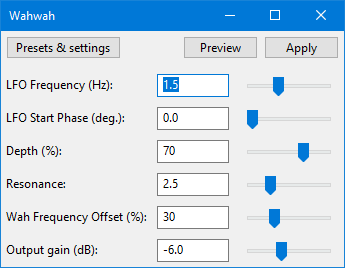 Wahwah
Presets & settings Preview Apply
LFO Frequency (Hz): 1.5
LFO Start Phase (deg.): 0.0
Depth (%): 70
Resonance: 2.5
Wah Frequency Offset (%): 30
Output gain (dB): -6.0